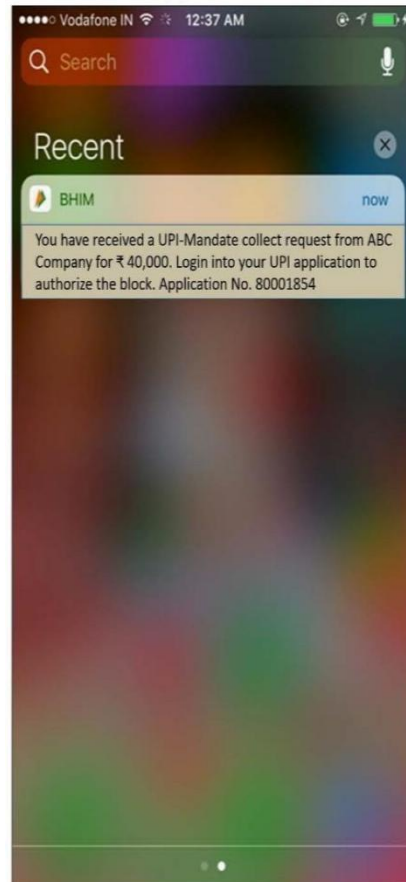 Vodafone IN 12:37 AM
Search
Recent
BHIM now
You have received a UPI-Mandate collect request from ABC
Company for ₹ 40,000. Login into your UPI application to
authorize the block. Application No. 80001854